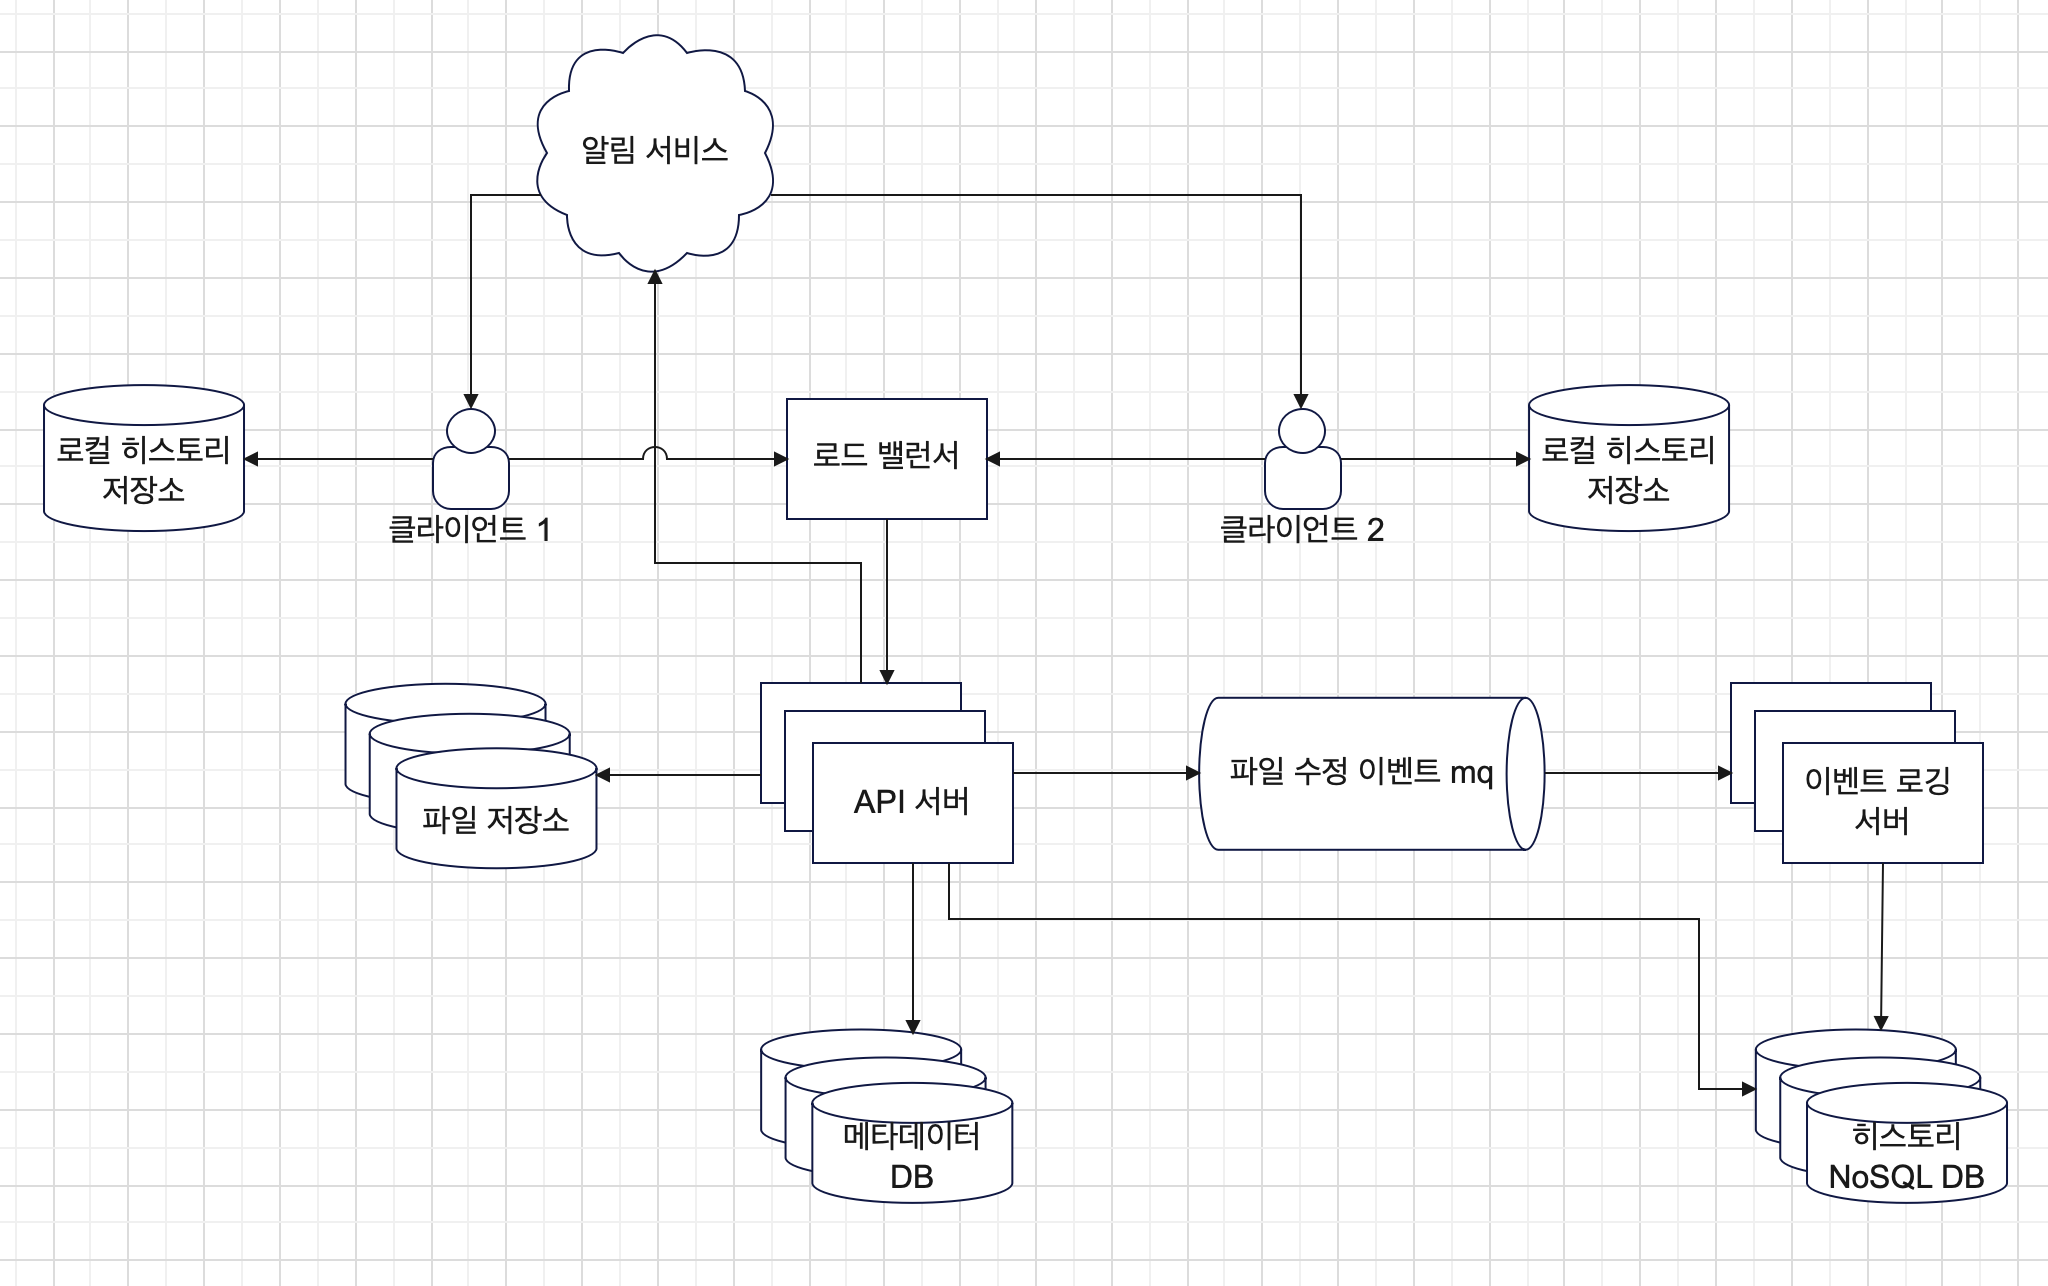 알림 서비스
로컬 히스토리
저장소
클라이언트 1
로드 밸런서
클라이언트 2
로컬 히스토리
저장소
파일 저장소
API 서버
파일 수정 이벤트 mq
이벤트 로깅
서버
메타데이터
DB
히스토리
NoSQL DB